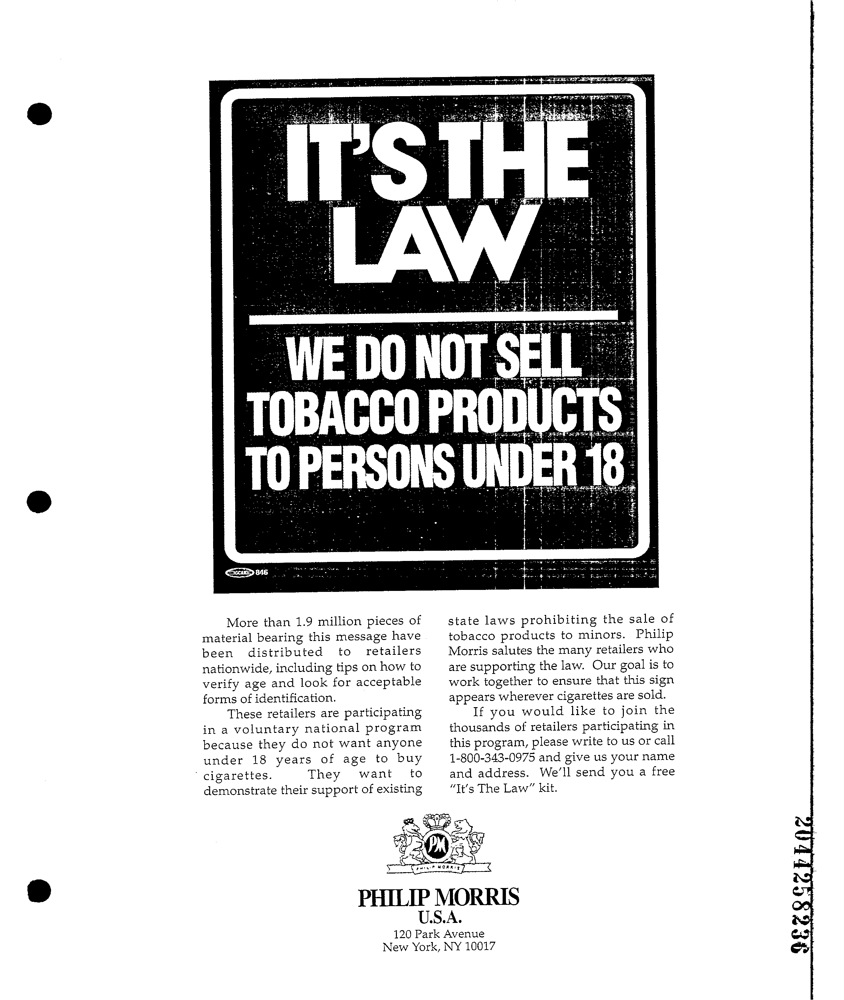 IT'S THE
LAW
WE DO NOT SELL
TOBACCO PRODUCTS
TO PERSONS UNDER 18
846
More than 1.9 million pieces of
material bearing this message have
been distributed to retailers
nationwide, including tips on how to
verify age and look for acceptable
forms of identification.
These retailers are participating
in a voluntary national program
because they do not want anyone
under 18 years of age to buy
cigarettes. They want to
demonstrate their support of existing
state laws prohibiting the sale of
tobacco products to minors. Philip
Morris salutes the many retailers who
are supporting the law. Our goal is to
work together to ensure that this sign
appears wherever cigarettes are sold.
If you would like to join the
thousands of retailers participating in
this program, please write to us or call
1-800-343-0975 and give us your name
and address. We'll send you a free
"It's The Law" kit.
PM
PHILIP MORRIS
PHILIP MORRIS
U.S.A.
120 Park Avenue
New York, NY 10017
2044258236